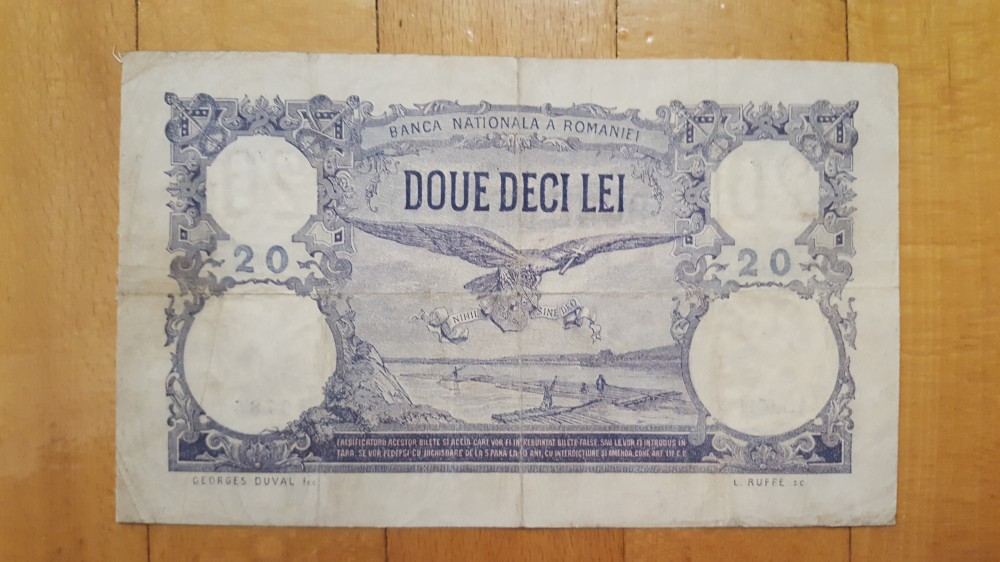 BANCA NATIONALA A ROMANIEI
DOUE DECI LEI
20 20
NIHIL SINE DEO
FALSIFICATORII ACESTOR BILETE SI ACEIA CARI VOR FI INTREBUINTAT BILETE FALSE, SAU LE VOR FI INTRODUS IN
TARA, SE VOR PEDEPSI CU INCHISOARE DE LA 5 PANA LA 10 ANI, CU INTERDICTIUNE SI AMENDA, CONF. ART. 117 C. P.
GEORGES DUVAL fec L. RUFFE sc